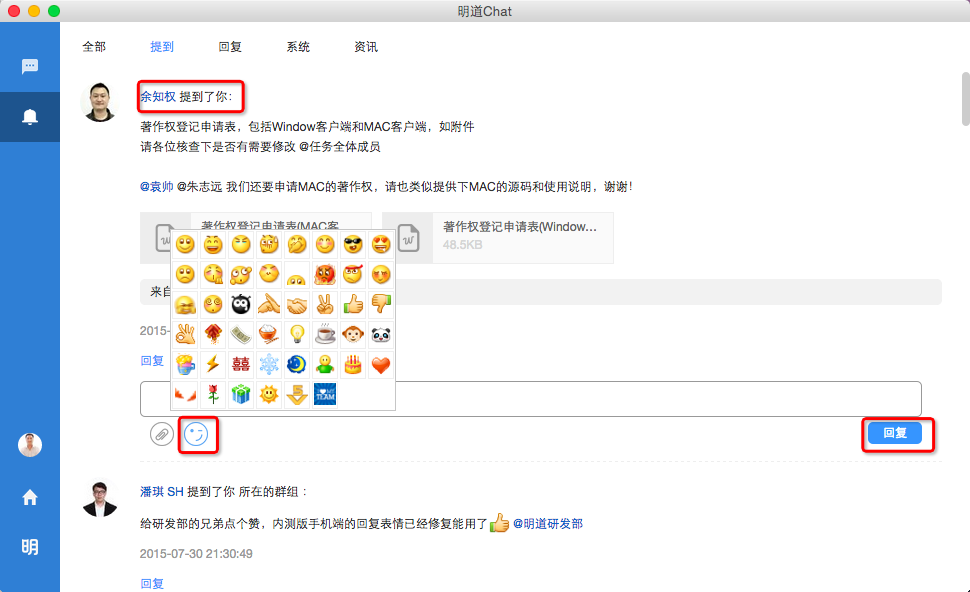 明道Chat
全部 提到 回复 系统 资讯
余知权 提到了你：
著作权登记申请表，包括Window客户端和MAC客户端，如附件
请各位核查下是否有需要修改 @任务全体成员
@袁帅 @朱志远 我们还要申请MAC的著作权，请也类似提供下MAC的源码和使用说明，谢谢！
W 著作权登记申请表(MAC客
W 著作权登记申请表(Window...
48.5KB
来自
2015-
回复
囍
I ♥ MY
TEAM
回复
潘琪 SH 提到了你 所在的群组：
给研发部的兄弟点个赞，内测版手机端的回复表情已经修复能用了 @明道研发部
2015-07-30 21:30:49
回复
明